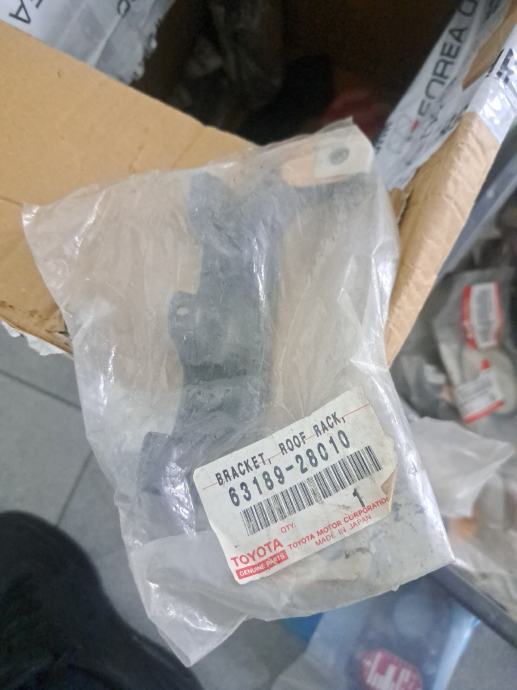 BRACKET, ROOF RACK,
63189-28010
QTY. 1
TOYOTA
GENUINE PARTS
TOYOTA MOTOR CORPORATION
MADE IN JAPAN